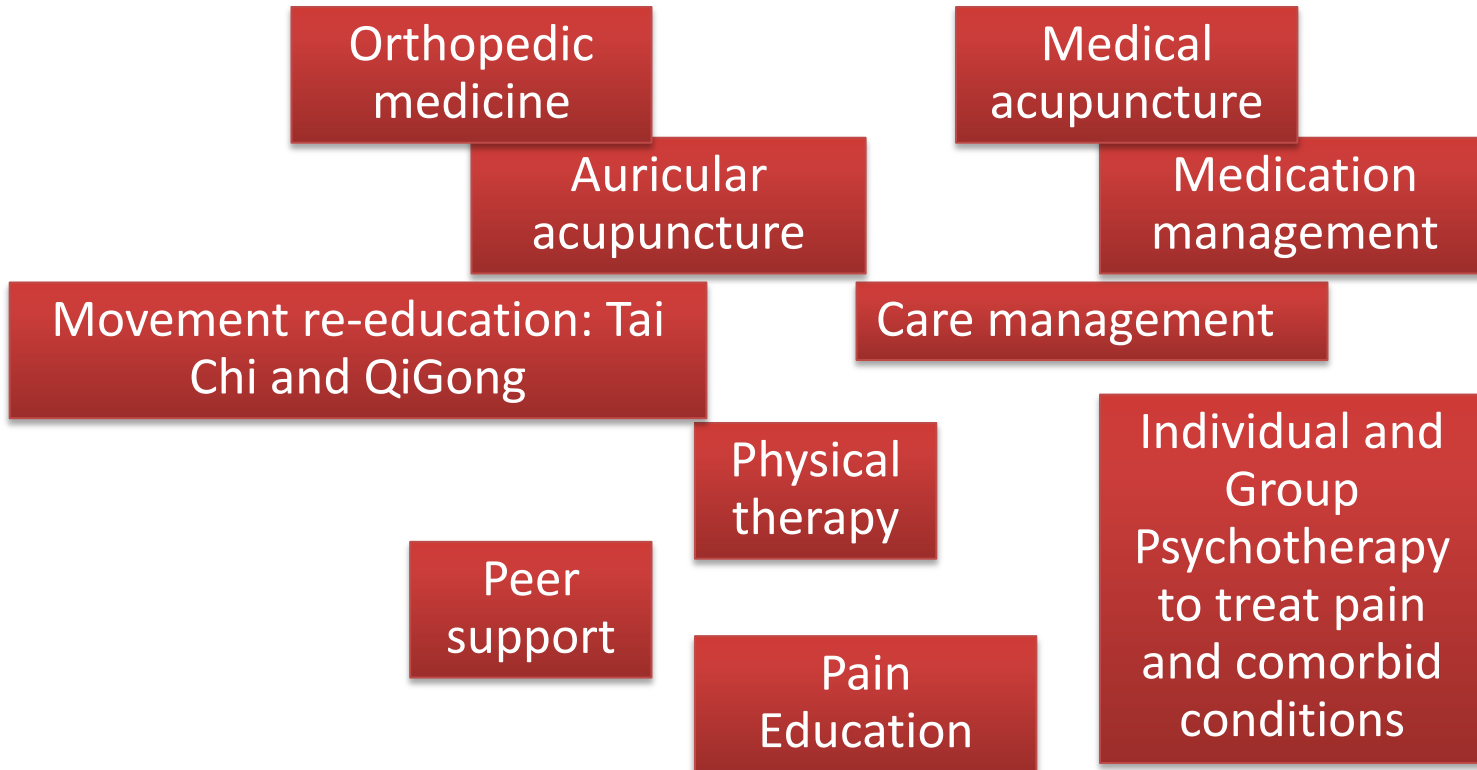 Orthopedic
medicine
Medical
acupuncture
Auricular
acupuncture
Medication
management
Movement re-education: Tai
Chi and QiGong
Care management
Physical
therapy
Individual and
Group
Psychotherapy
to treat pain
and comorbid
conditions
Peer
support
Pain
Education